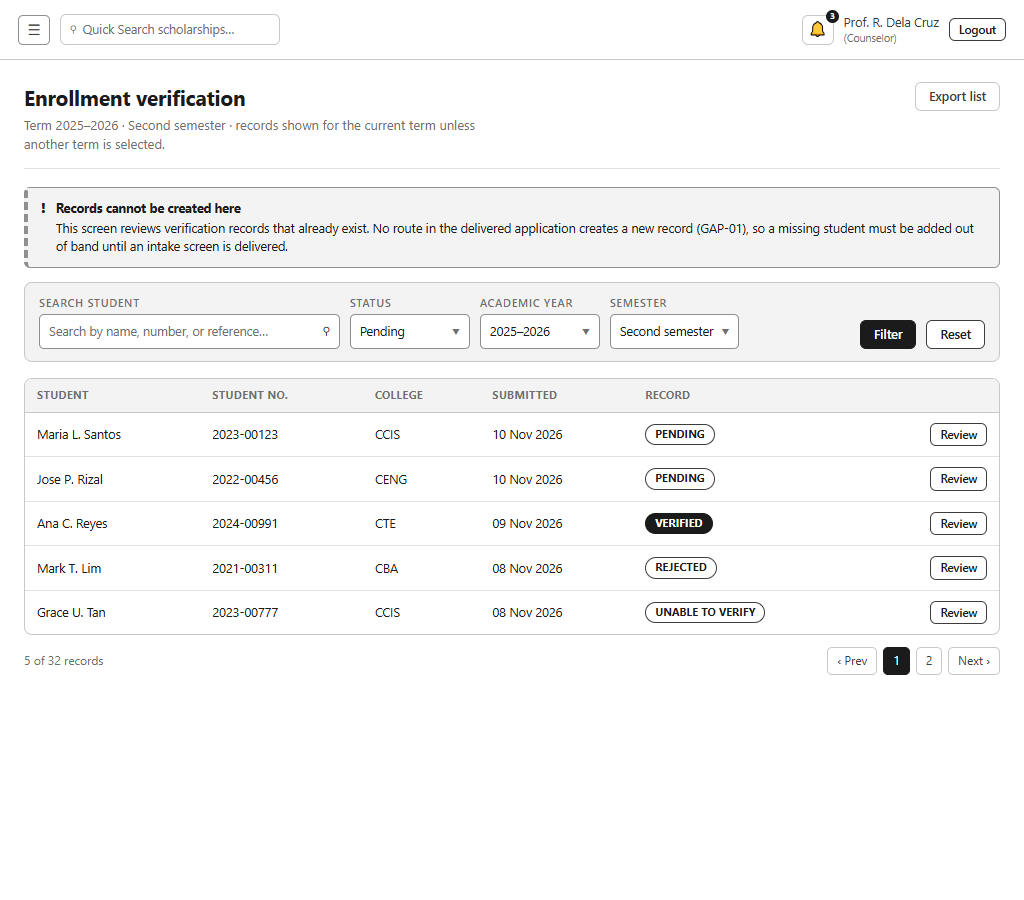 ☰
Quick Search scholarships...
3
Prof. R. Dela Cruz
(Counselor)
Logout
Enrollment verification
Export list
Term 2025–2026 · Second semester · records shown for the current term unless
another term is selected.
! Records cannot be created here
This screen reviews verification records that already exist. No route in the delivered application creates a new record (GAP-01), so a missing student must be added out
of band until an intake screen is delivered.
SEARCH STUDENT STATUS ACADEMIC YEAR SEMESTER
Search by name, number, or reference... Pending 2025–2026 Second semester Filter Reset
STUDENT STUDENT NO. COLLEGE SUBMITTED RECORD
Maria L. Santos 2023-00123 CCIS 10 Nov 2026 PENDING Review
Jose P. Rizal 2022-00456 CENG 10 Nov 2026 PENDING Review
Ana C. Reyes 2024-00991 CTE 09 Nov 2026 VERIFIED Review
Mark T. Lim 2021-00311 CBA 08 Nov 2026 REJECTED Review
Grace U. Tan 2023-00777 CCIS 08 Nov 2026 UNABLE TO VERIFY Review
5 of 32 records ‹ Prev 1 2 Next ›